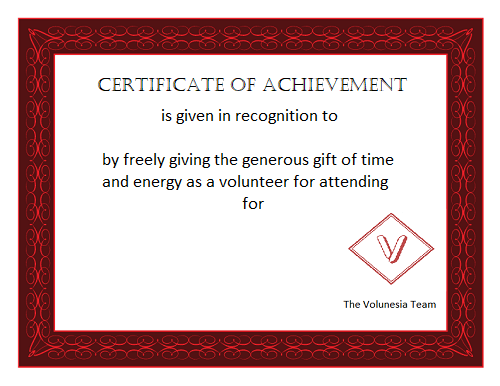 CERTIFICATE OF ACHIEVEMENT
is given in recognition to
by freely giving the generous gift of time
and energy as a volunteer for attending
for
V
The Volunesia Team